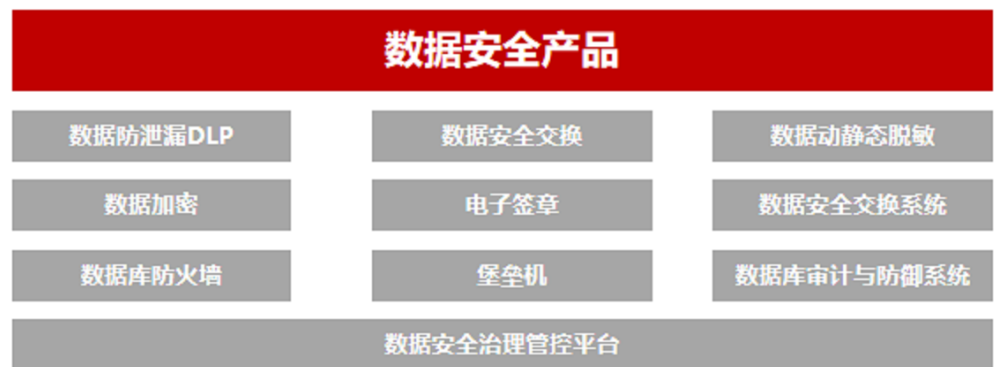 数据安全产品
数据防泄漏DLP
数据安全交换
数据动静态脱敏
数据加密
电子签章
数据安全交换系统
数据库防火墙
堡垒机
数据库审计与防御系统
数据安全治理管控平台